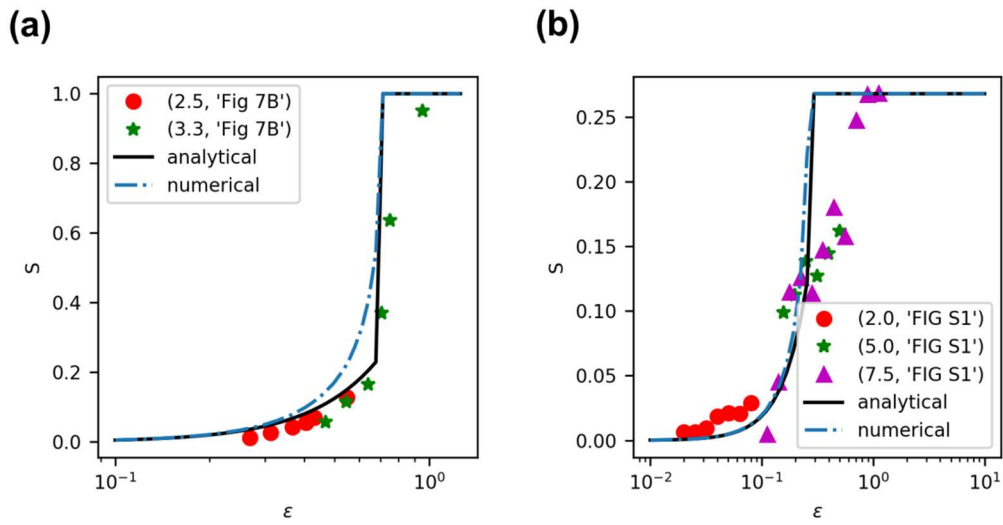 (a)
(b)
1.0
0.8
0.6
0.4
0.2
0.0
S
(2.5, 'Fig 7B')
(3.3, 'Fig 7B')
analytical
numerical
10⁻¹
10⁰
ε
0.25
0.20
0.15
0.10
0.05
0.00
S
(2.0, 'FIG S1')
(5.0, 'FIG S1')
(7.5, 'FIG S1')
analytical
numerical
10⁻²
10⁻¹
10⁰
10¹
ε